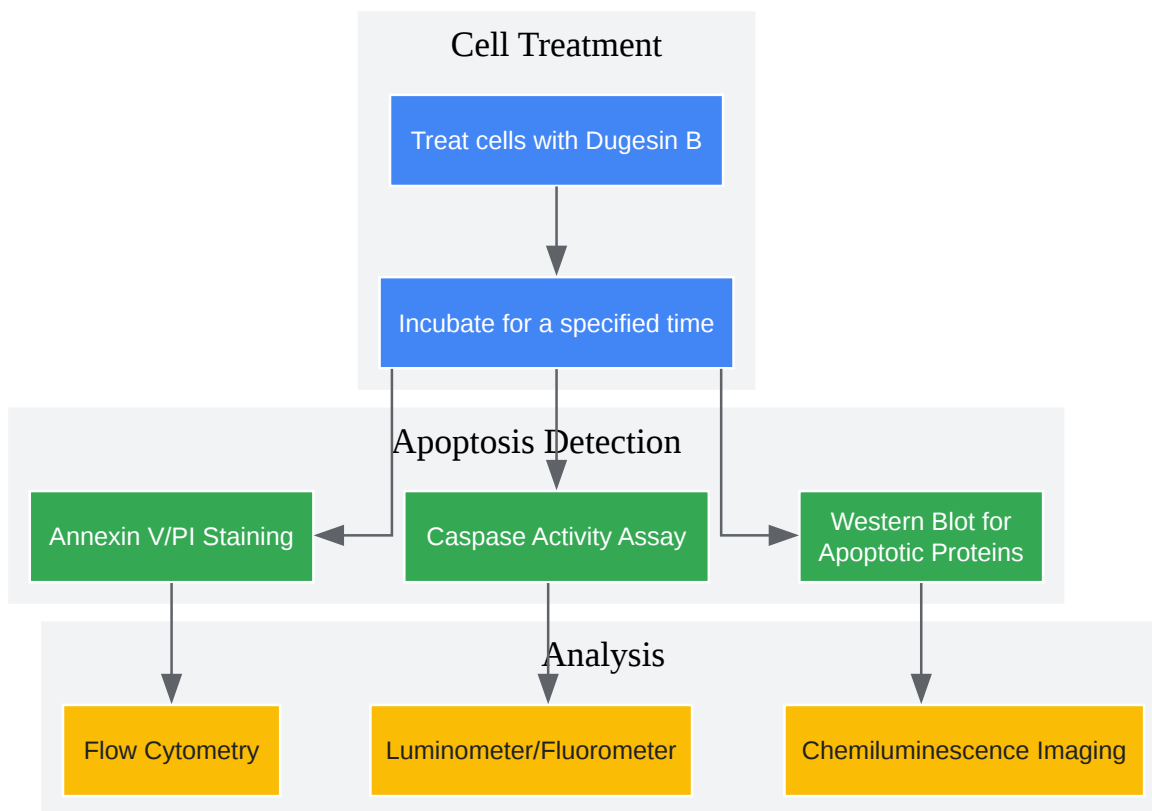 Cell Treatment
Treat cells with Dugesin B
Incubate for a specified time
Apoptosis Detection
Annexin V/PI Staining
Caspase Activity Assay
Western Blot for
Apoptotic Proteins
Analysis
Flow Cytometry
Luminometer/Fluorometer
Chemiluminescence Imaging